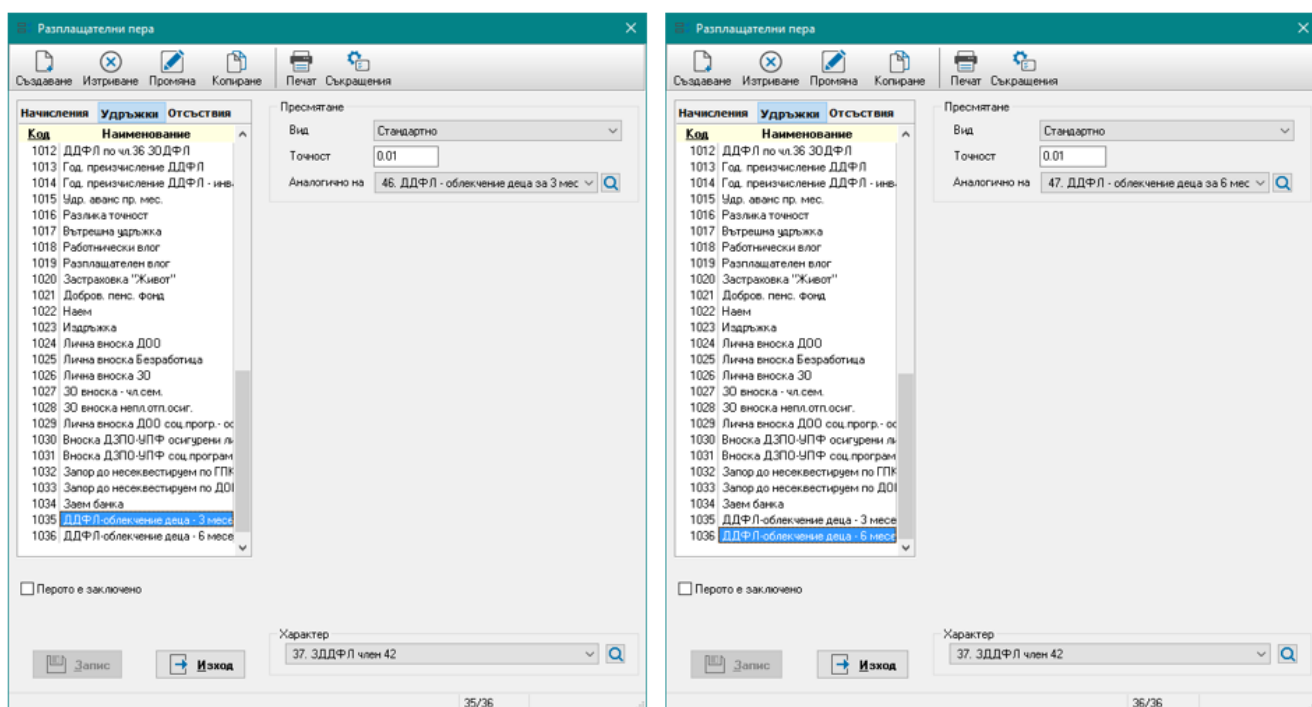 Разплащателни пера
Създаване Изтриване Промяна Копиране Печат Съкращения
Начисления Удръжки Отсъствия
Код Наименование
1012 ДДФЛ по чл.36 ЗОДФЛ
1013 Год. преизчисление ДДФЛ
1014 Год. преизчисление ДДФЛ - инв.
1015 Удр. аванс пр. мес.
1016 Разлика точност
1017 Вътрешна удръжка
1018 Работнически влог
1019 Разплащателен влог
1020 Застраховка "Живот"
1021 Добров. пенс. фонд
1022 Наем
1023 Издръжка
1024 Лична вноска ДОО
1025 Лична вноска Безработица
1026 Лична вноска ЗО
1027 ЗО вноска - чл.сем.
1028 ЗО вноска непл.отп.осиг.
1029 Лична вноска ДОО соц.прогр.- ос
1030 Вноска ДЗПО-УПФ осигурени ли
1031 Вноска ДЗПО-УПФ соц.програм
1032 Запор до несеквестируем по ГПК
1033 Запор до несеквестируем по ДОП
1034 Заем банка
1035 ДДФЛ-облекчение деца - 3 месе
1036 ДДФЛ-облекчение деца - 6 месе
Пресмятане
Вид Стандартно
Точност 0.01
Аналогично на 46. ДДФЛ - облекчение деца за 3 мес
Перото е заключено
Характер
37. ЗДДФЛ член 42
Запис Изход
35/36
Разплащателни пера
Създаване Изтриване Промяна Копиране Печат Съкращения
Начисления Удръжки Отсъствия
Код Наименование
1012 ДДФЛ по чл.36 ЗОДФЛ
1013 Год. преизчисление ДДФЛ
1014 Год. преизчисление ДДФЛ - инв.
1015 Удр. аванс пр. мес.
1016 Разлика точност
1017 Вътрешна удръжка
1018 Работнически влог
1019 Разплащателен влог
1020 Застраховка "Живот"
1021 Добров. пенс. фонд
1022 Наем
1023 Издръжка
1024 Лична вноска ДОО
1025 Лична вноска Безработица
1026 Лична вноска ЗО
1027 ЗО вноска - чл.сем.
1028 ЗО вноска непл.отп.осиг.
1029 Лична вноска ДОО соц.прогр.- ос
1030 Вноска ДЗПО-УПФ осигурени ли
1031 Вноска ДЗПО-УПФ соц.програм
1032 Запор до несеквестируем по ГПК
1033 Запор до несеквестируем по ДОП
1034 Заем банка
1035 ДДФЛ-облекчение деца - 3 месе
1036 ДДФЛ-облекчение деца - 6 месе
Пресмятане
Вид Стандартно
Точност 0.01
Аналогично на 47. ДДФЛ - облекчение деца за 6 мес
Перото е заключено
Характер
37. ЗДДФЛ член 42
Запис Изход
36/36